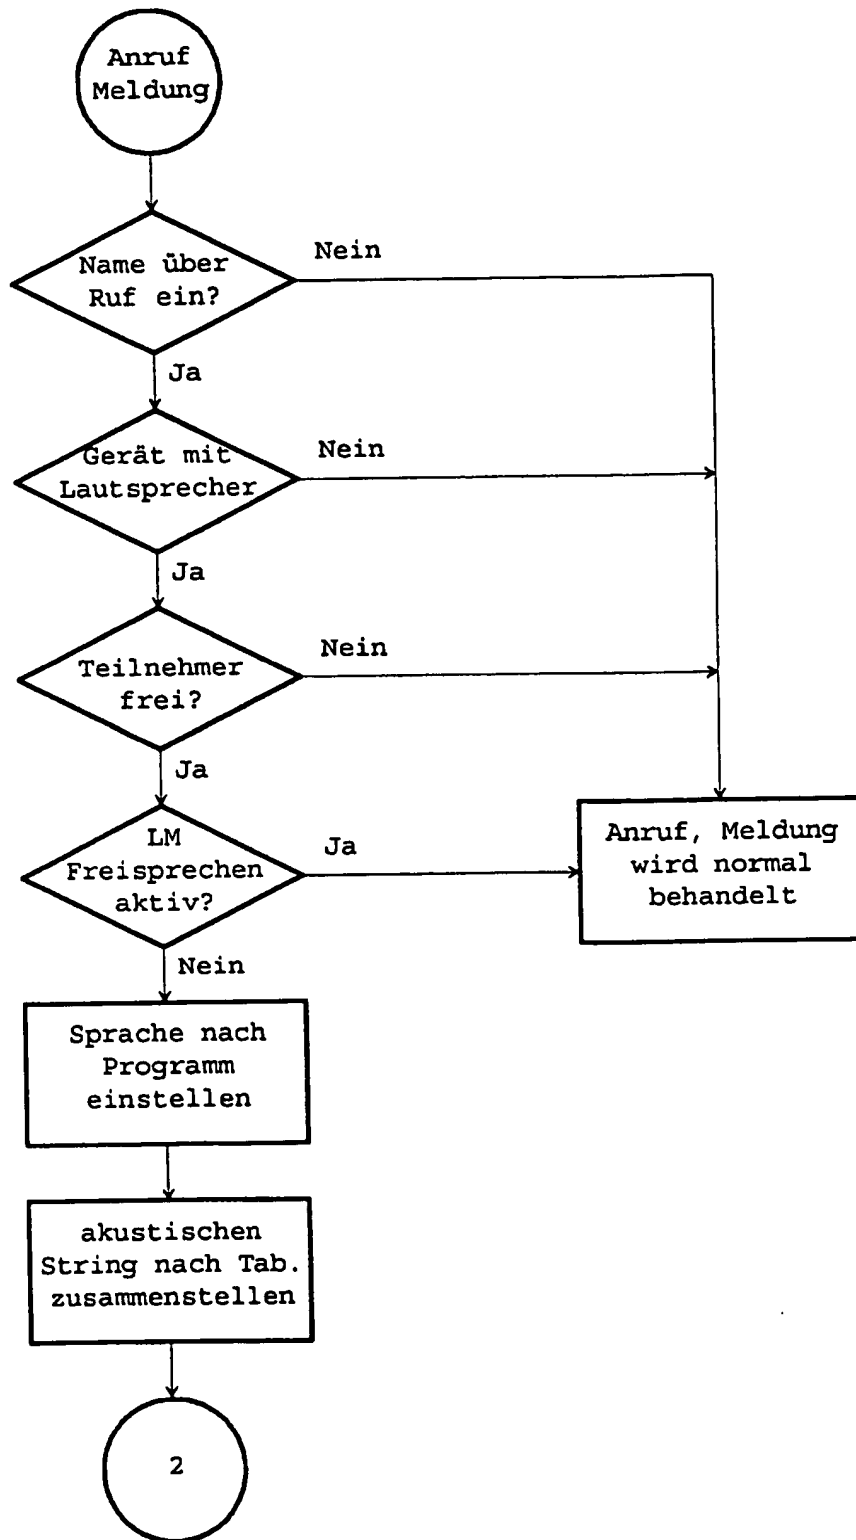 Anruf
Meldung
Name über
Ruf ein?
Nein
Ja
Gerät mit
Lautsprecher
Nein
Ja
Teilnehmer
frei?
Nein
Ja
LM
Freisprechen
aktiv?
Ja
Anruf, Meldung
wird normal
behandelt
Nein
Sprache nach
Programm
einstellen
akustischen
String nach Tab.
zusammenstellen
2